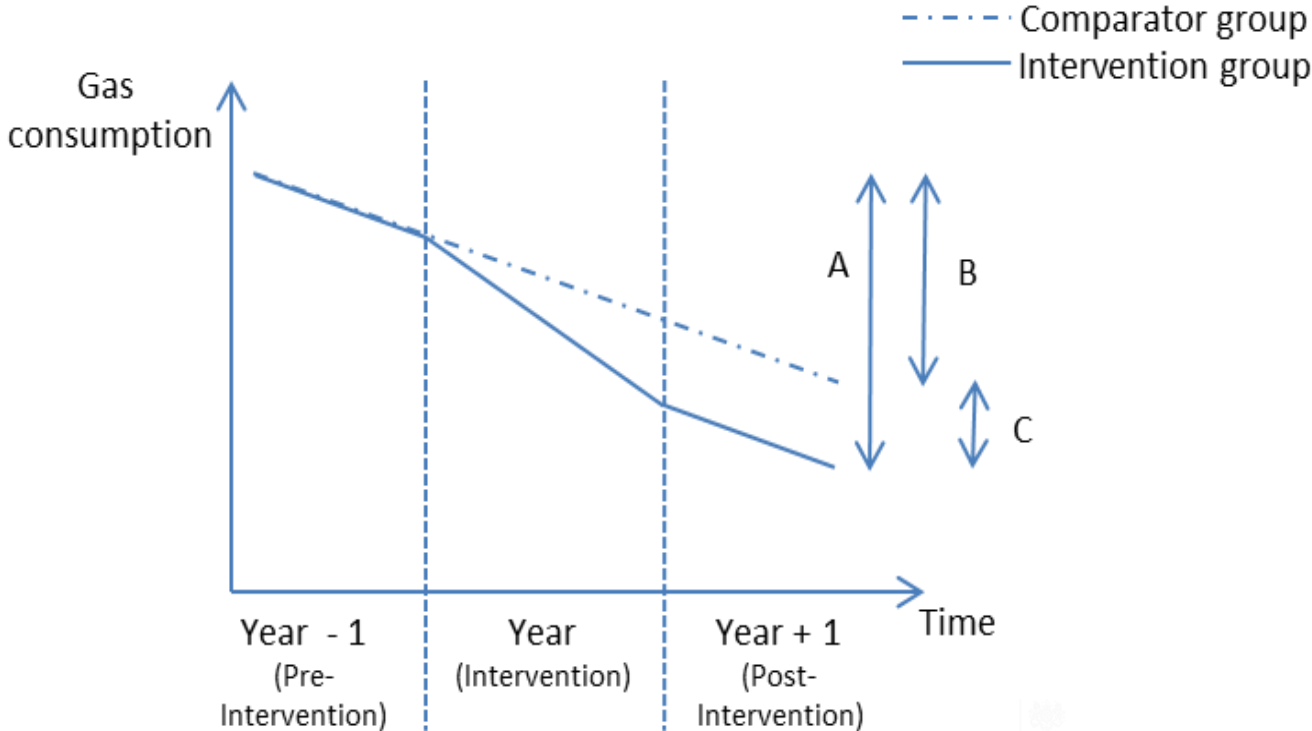 Comparator group
Intervention group
Gas
consumption
A
B
C
Time
Year - 1
(Pre-
Intervention)
Year
(Intervention)
Year + 1
(Post-
Intervention)